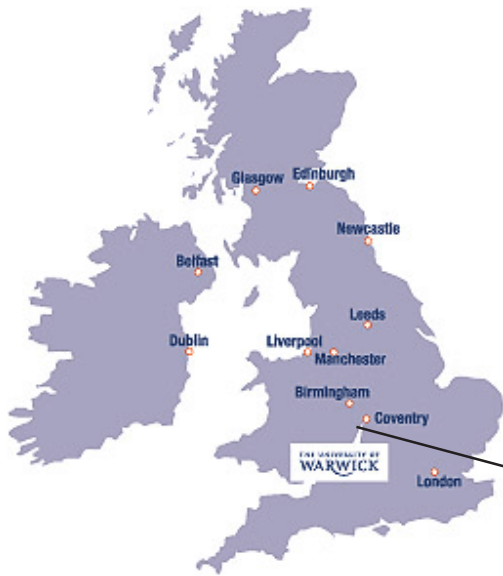 Glasgow
Edinburgh
Newcastle
Belfast
Leeds
Dublin
Liverpool
Manchester
Birmingham
Coventry
THE UNIVERSITY OF
WARWICK
London